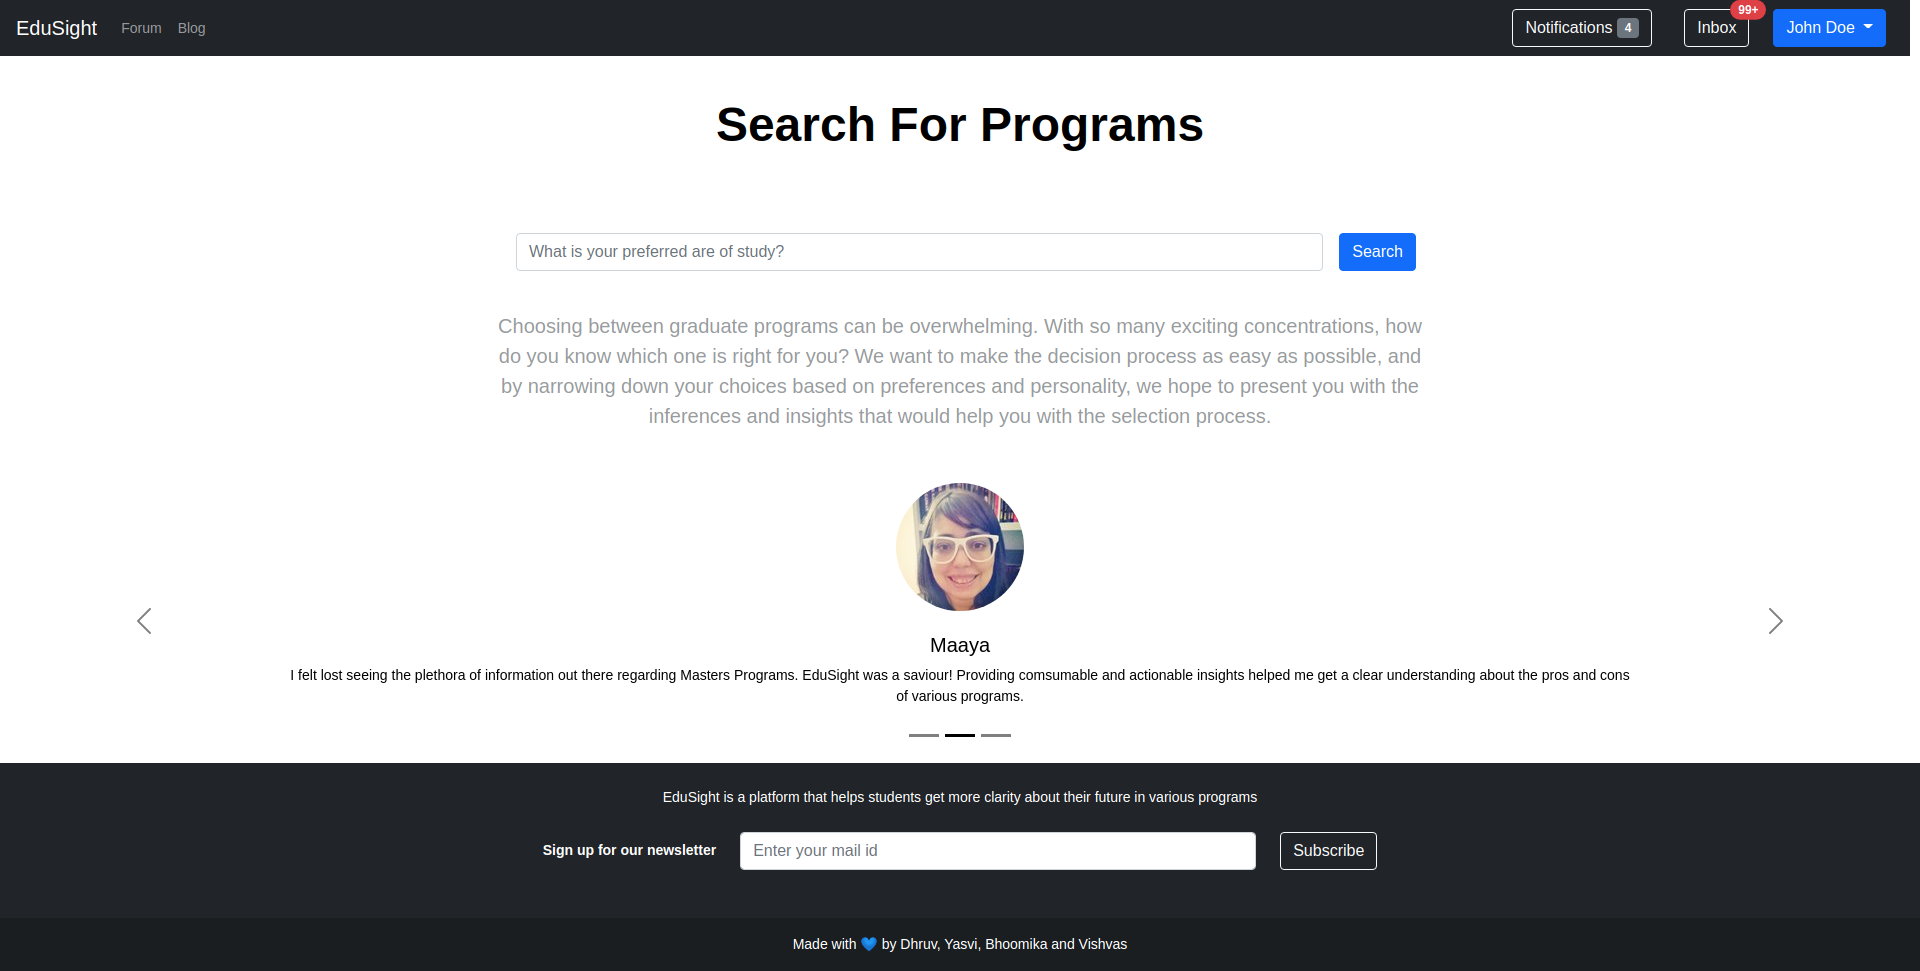 EduSight Forum Blog Notifications 4 Inbox 99+ John Doe
Search For Programs
What is your preferred are of study? Search
Choosing between graduate programs can be overwhelming. With so many exciting concentrations, how
do you know which one is right for you? We want to make the decision process as easy as possible, and
by narrowing down your choices based on preferences and personality, we hope to present you with the
inferences and insights that would help you with the selection process.
Maaya
I felt lost seeing the plethora of information out there regarding Masters Programs. EduSight was a saviour! Providing comsumable and actionable insights helped me get a clear understanding about the pros and cons
of various programs.
EduSight is a platform that helps students get more clarity about their future in various programs
Sign up for our newsletter Enter your mail id Subscribe
Made with 💙 by Dhruv, Yasvi, Bhoomika and Vishvas